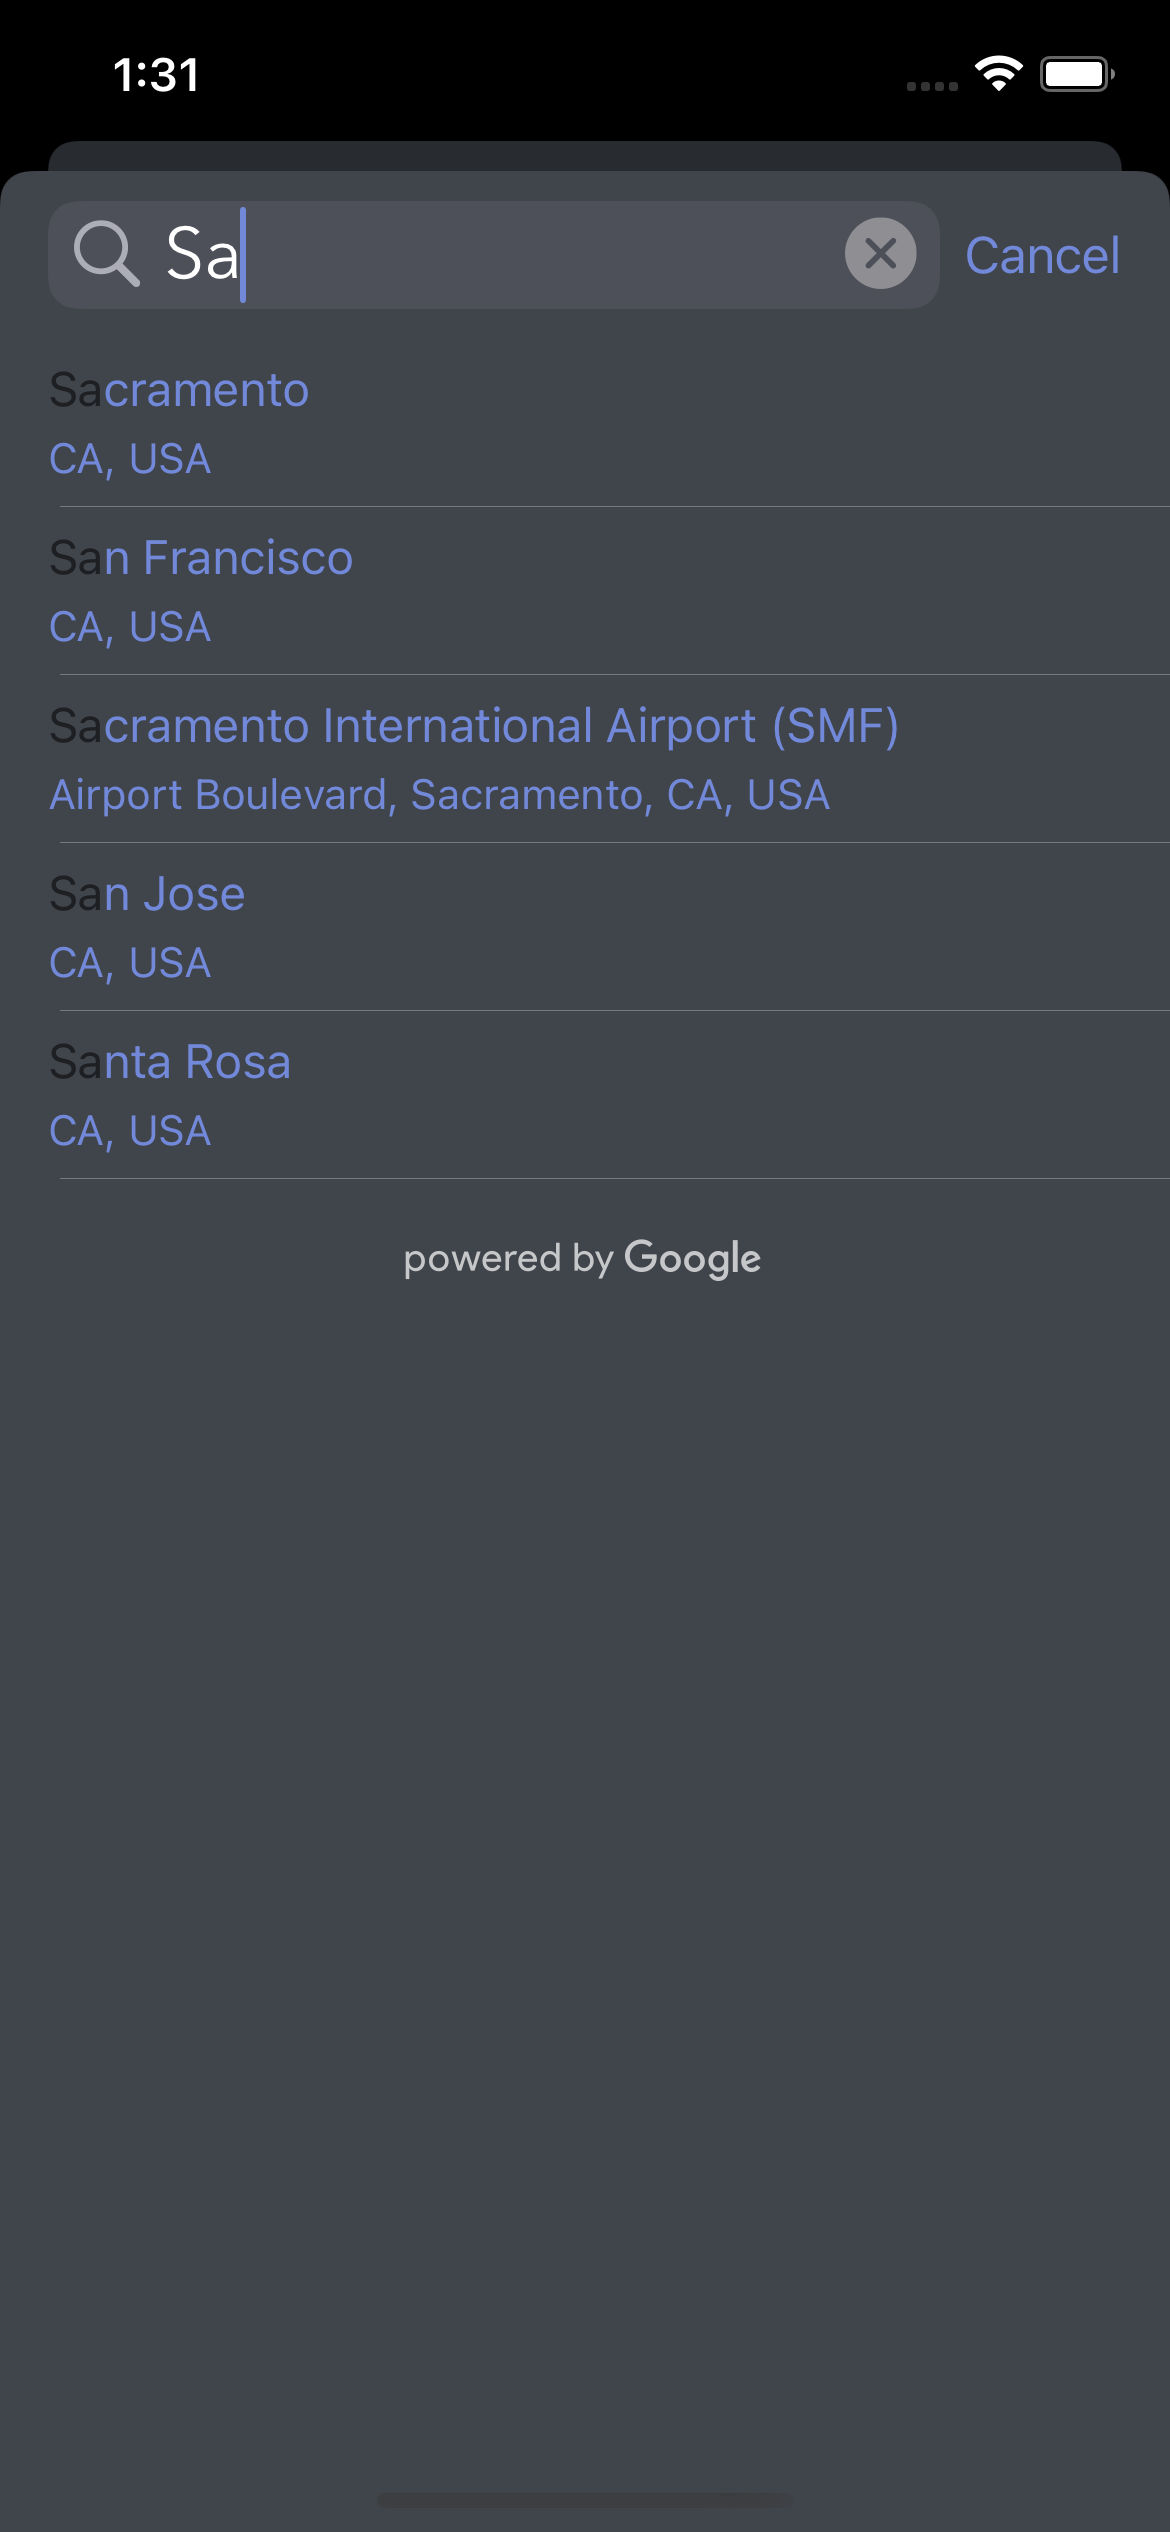 1:31
Sa
Cancel
Sacramento
CA, USA
San Francisco
CA, USA
Sacramento International Airport (SMF)
Airport Boulevard, Sacramento, CA, USA
San Jose
CA, USA
Santa Rosa
CA, USA
powered by Google